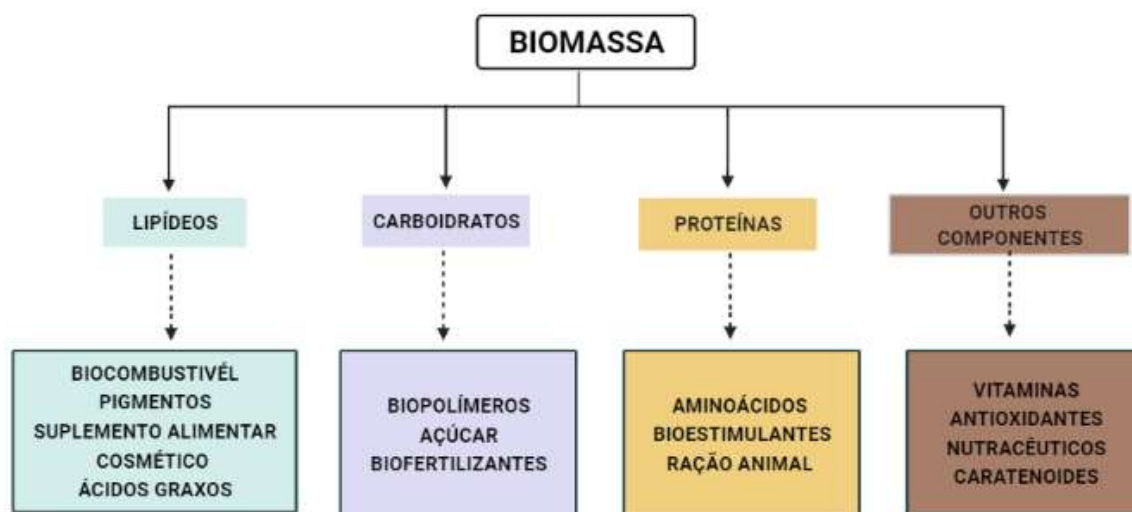 BIOMASSA
LIPÍDEOS
CARBOIDRATOS
PROTEÍNAS
OUTROS
COMPONENTES
BIOCOMBUSTIVÉL
PIGMENTOS
SUPLEMENTO ALIMENTAR
COSMÉTICO
ÁCIDOS GRAXOS
BIOPOLÍMEROS
AÇÚCAR
BIOFERTILIZANTES
AMINOÁCIDOS
BIOESTIMULANTES
RAÇÃO ANIMAL
VITAMINAS
ANTIOXIDANTES
NUTRACÊUTICOS
CARATENOIDES